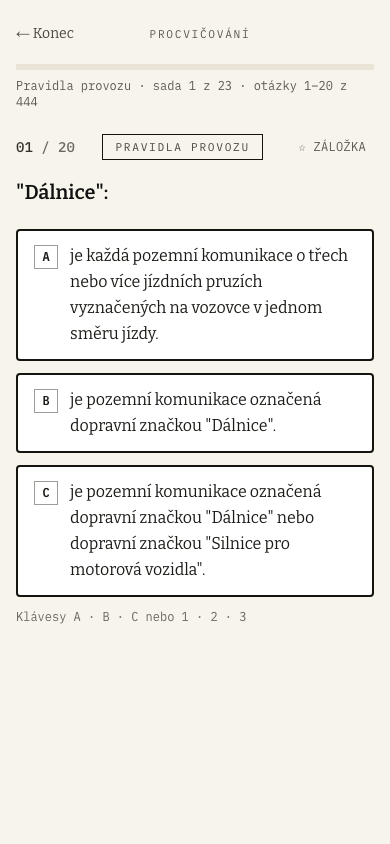 ← Konec
PROCVIČOVÁNÍ
Pravidla provozu · sada 1 z 23 · otázky 1–20 z
444
01 / 20
PRAVIDLA PROVOZU
☆ ZÁLOŽKA
"Dálnice":
A
je každá pozemní komunikace o třech
nebo více jízdních pruzích
vyznačených na vozovce v jednom
směru jízdy.
B
je pozemní komunikace označená
dopravní značkou "Dálnice".
C
je pozemní komunikace označená
dopravní značkou "Dálnice" nebo
dopravní značkou "Silnice pro
motorová vozidla".
Klávesy A · B · C nebo 1 · 2 · 3